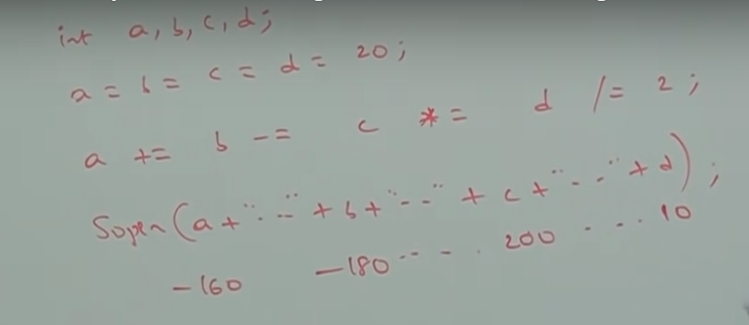 int a, b, c, d;
a = b = c = d = 20;
a += b -= c *= d /= 2;
Sopln(a+"..."+b+"..."+c+"..."+d);
-160 -180.... 200 .... 10